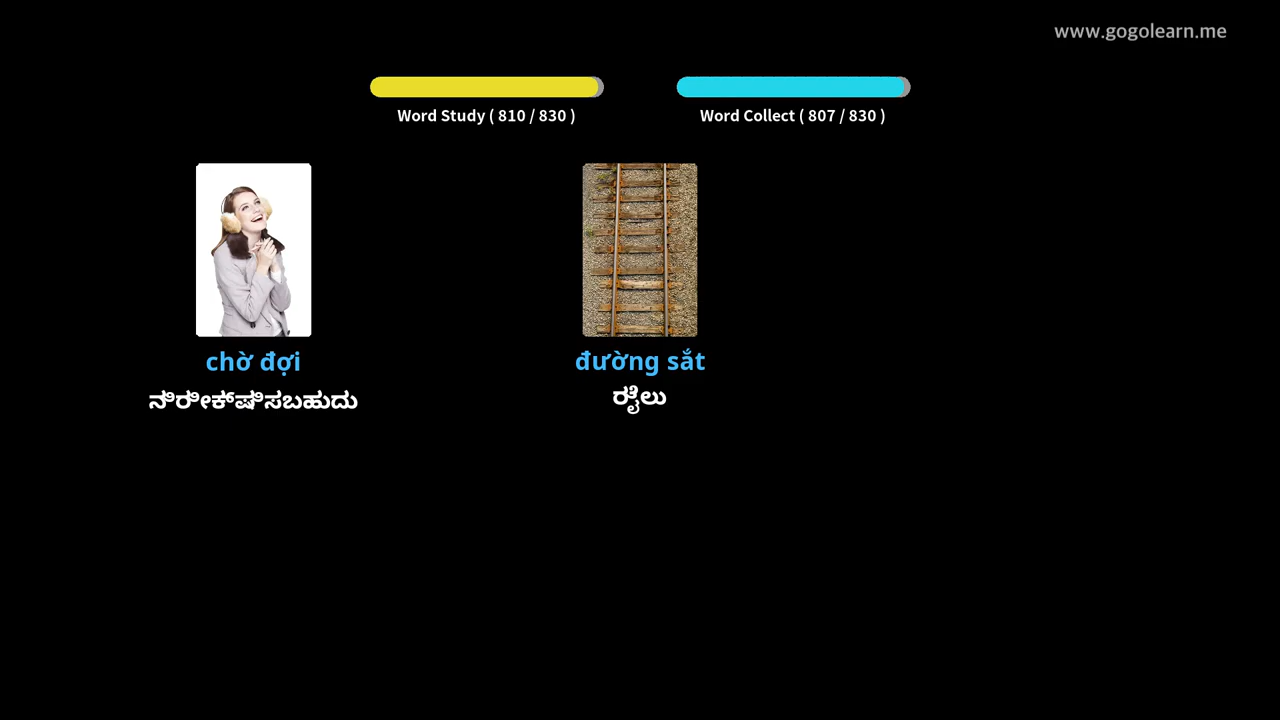 www.gogolearn.me
Word Study ( 810 / 830 )
Word Collect ( 807 / 830 )
chờ đợi
ನಿರೀಕ್ಷಿಸಬಹುದು
đường sắt
ರೈಲು